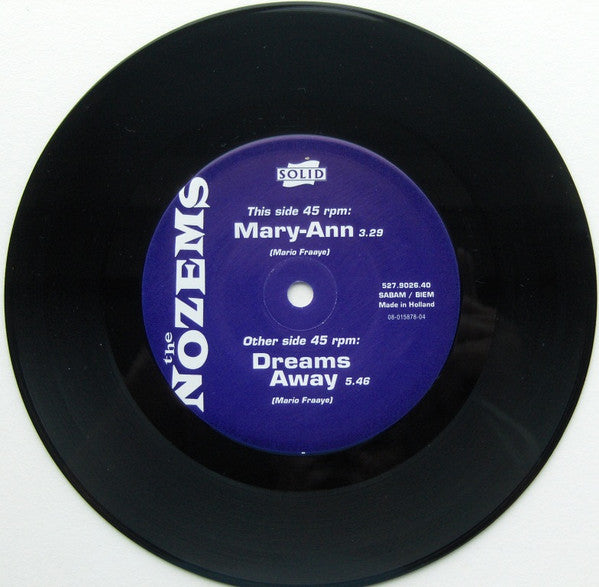 SOLID
the
NOZEMS
This side 45 rpm:
Mary-Ann 3.29
(Mario Fraaye)
527.9026.40
SABAM / BIEM
Made in Holland
08-015878-04
Other side 45 rpm:
Dreams
Away 5.46
(Mario Fraaye)